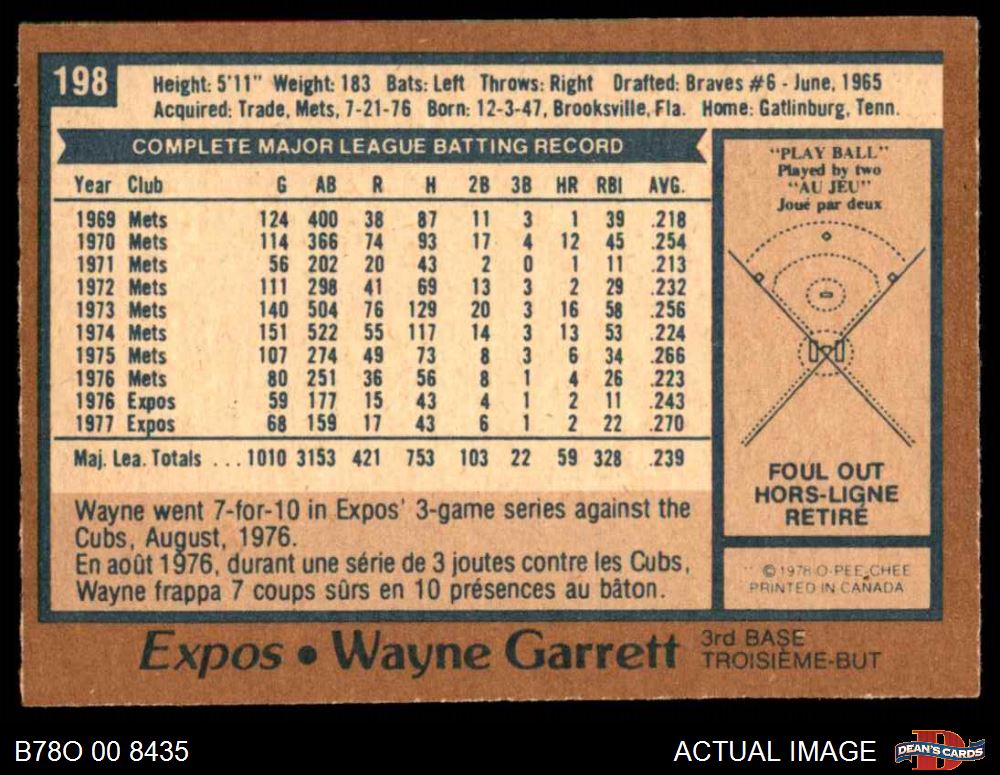 198
Height: 5'11" Weight: 183 Bats: Left Throws: Right Drafted: Braves #6 - June, 1965
Acquired: Trade, Mets, 7-21-76 Born: 12-3-47, Brooksville, Fla. Home: Gatlinburg, Tenn.
COMPLETE MAJOR LEAGUE BATTING RECORD
Year Club G AB R H 2B 3B HR RBI AVG.
1969 Mets 124 400 38 87 11 3 1 39 .218
1970 Mets 114 366 74 93 17 4 12 45 .254
1971 Mets 56 202 20 43 2 0 1 11 .213
1972 Mets 111 298 41 69 13 3 2 29 .232
1973 Mets 140 504 76 129 20 3 16 58 .256
1974 Mets 151 522 55 117 14 3 13 53 .224
1975 Mets 107 274 49 73 8 3 6 34 .266
1976 Mets 80 251 36 56 8 1 4 26 .223
1976 Expos 59 177 15 43 4 1 2 11 .243
1977 Expos 68 159 17 43 6 1 2 22 .270
Maj. Lea. Totals ... 1010 3153 421 753 103 22 59 328 .239
Wayne went 7-for-10 in Expos' 3-game series against the
Cubs, August, 1976.
En août 1976, durant une série de 3 joutes contre les Cubs,
Wayne frappa 7 coups sûrs en 10 présences au bâton.
"PLAY BALL"
Played by two
"AU JEU"
Joué par deux
FOUL OUT
HORS-LIGNE
RETIRÉ
© 1978 O-PEE-CHEE
PRINTED IN CANADA
Expos • Wayne Garrett
3rd BASE
TROISIÈME-BUT
B78O 00 8435
ACTUAL IMAGE
DEAN'S CARDS